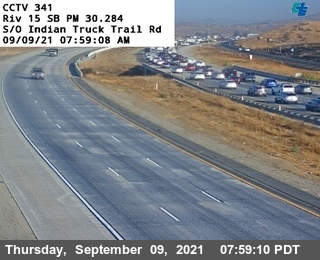 CCTV 341
Riv 15 SB PM 30.284
S/O Indian Truck Trail Rd
09/09/21 07:59:08 AM
Thursday, September 09, 2021 07:59:10 PDT